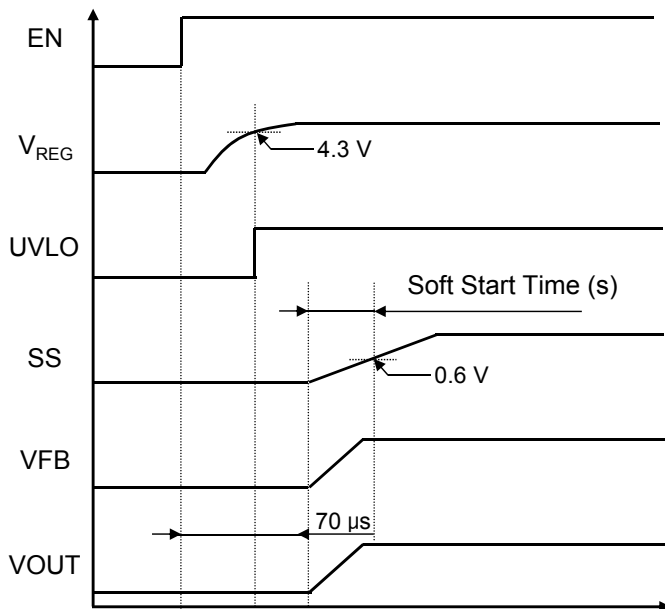 EN
VREG
4.3 V
UVLO
Soft Start Time (s)
SS
0.6 V
VFB
70 µs
VOUT